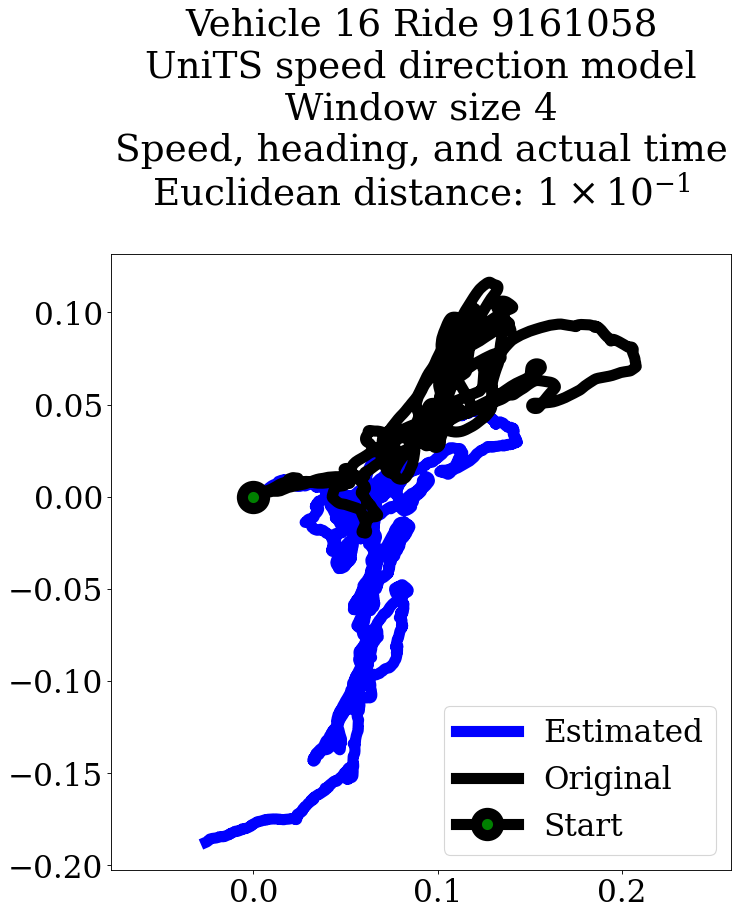 Vehicle 16 Ride 9161058
UniTS speed direction model
Window size 4
Speed, heading, and actual time
Euclidean distance: 1 × 10⁻¹
0.10
0.05
0.00
−0.05
−0.10
−0.15
−0.20
0.0 0.1 0.2
Estimated
Original
Start